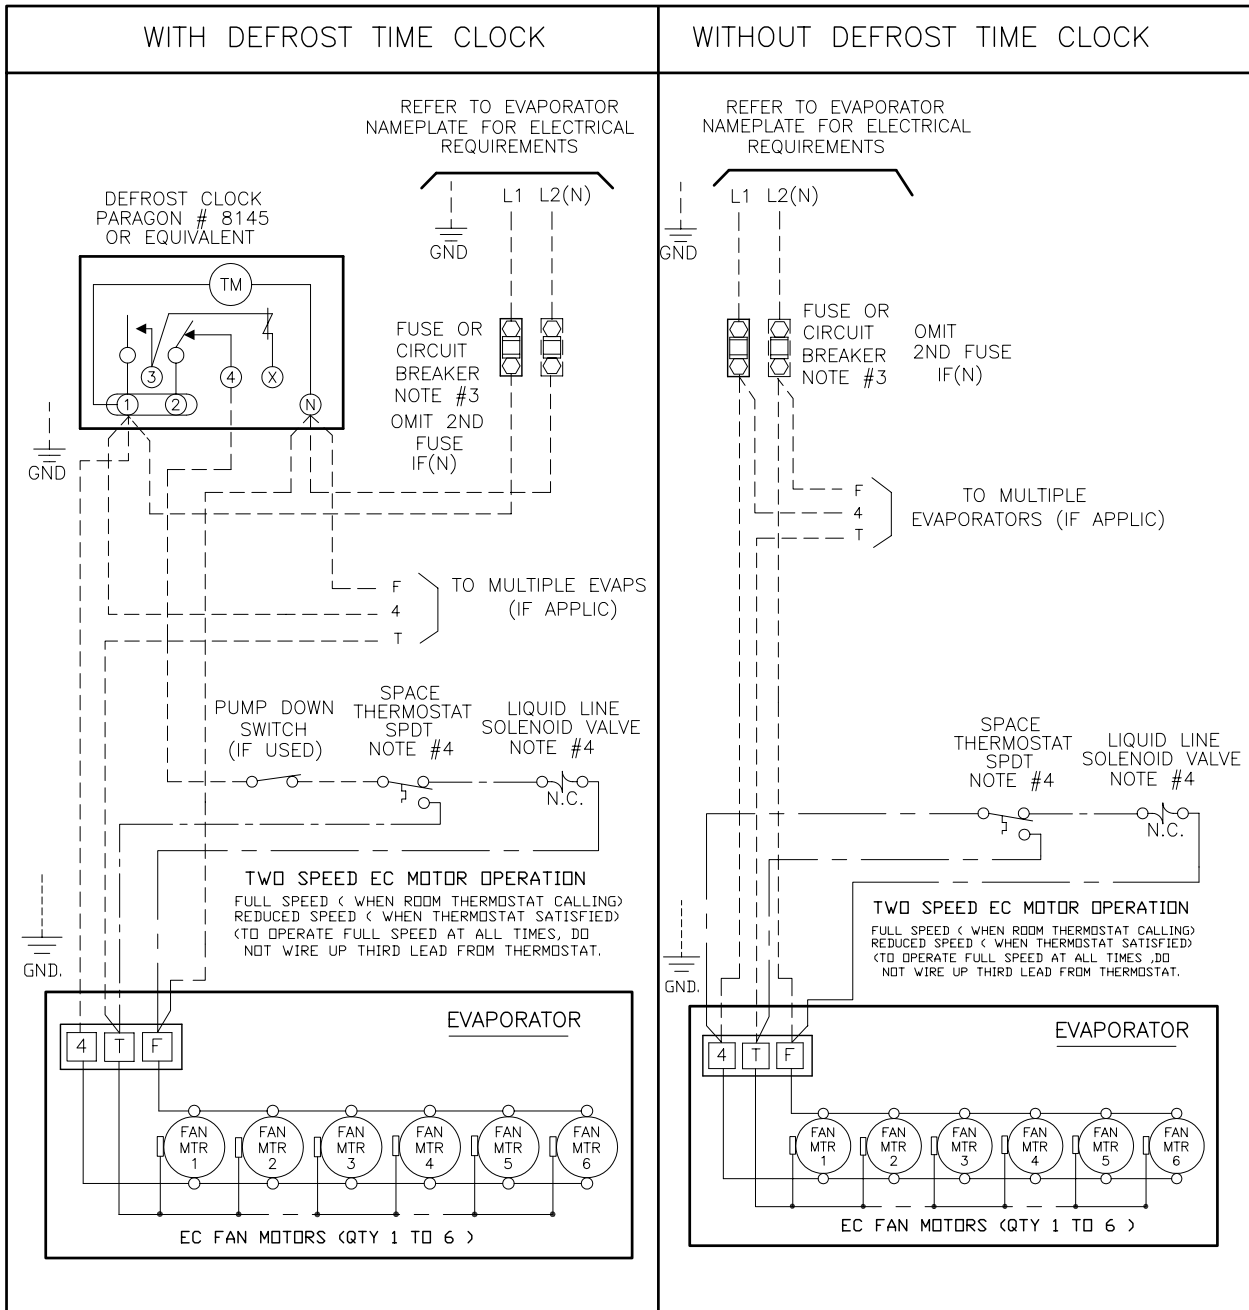 WITH DEFROST TIME CLOCK
REFER TO EVAPORATOR
NAMEPLATE FOR ELECTRICAL
REQUIREMENTS
L1 L2(N)
GND
DEFROST CLOCK
PARAGON # 8145
OR EQUIVALENT
TM
3 4 X
1 2 N
GND
FUSE OR
CIRCUIT
BREAKER
NOTE #3
OMIT 2ND
FUSE
IF(N)
F
4
T
TO MULTIPLE EVAPS
(IF APPLIC)
PUMP DOWN
SWITCH
(IF USED)
SPACE
THERMOSTAT
SPDT
NOTE #4
LIQUID LINE
SOLENOID VALVE
NOTE #4
N.C.
TWO SPEED EC MOTOR OPERATION
FULL SPEED ( WHEN ROOM THERMOSTAT CALLING)
REDUCED SPEED ( WHEN THERMOSTAT SATISFIED)
(TO OPERATE FULL SPEED AT ALL TIMES, DO
NOT WIRE UP THIRD LEAD FROM THERMOSTAT.
GND.
EVAPORATOR
4 T F
FAN
MTR
1
FAN
MTR
2
FAN
MTR
3
FAN
MTR
4
FAN
MTR
5
FAN
MTR
6
EC FAN MOTORS (QTY 1 TO 6 )
WITHOUT DEFROST TIME CLOCK
REFER TO EVAPORATOR
NAMEPLATE FOR ELECTRICAL
REQUIREMENTS
L1 L2(N)
GND
FUSE OR
CIRCUIT
BREAKER
NOTE #3
OMIT
2ND FUSE
IF(N)
F
4
T
TO MULTIPLE
EVAPORATORS (IF APPLIC)
SPACE
THERMOSTAT
SPDT
NOTE #4
LIQUID LINE
SOLENOID VALVE
NOTE #4
N.C.
TWO SPEED EC MOTOR OPERATION
FULL SPEED ( WHEN ROOM THERMOSTAT CALLING)
REDUCED SPEED ( WHEN THERMOSTAT SATISFIED)
(TO OPERATE FULL SPEED AT ALL TIMES ,DO
NOT WIRE UP THIRD LEAD FROM THERMOSTAT.
GND.
EVAPORATOR
4 T F
FAN
MTR
1
FAN
MTR
2
FAN
MTR
3
FAN
MTR
4
FAN
MTR
5
FAN
MTR
6
EC FAN MOTORS (QTY 1 TO 6 )